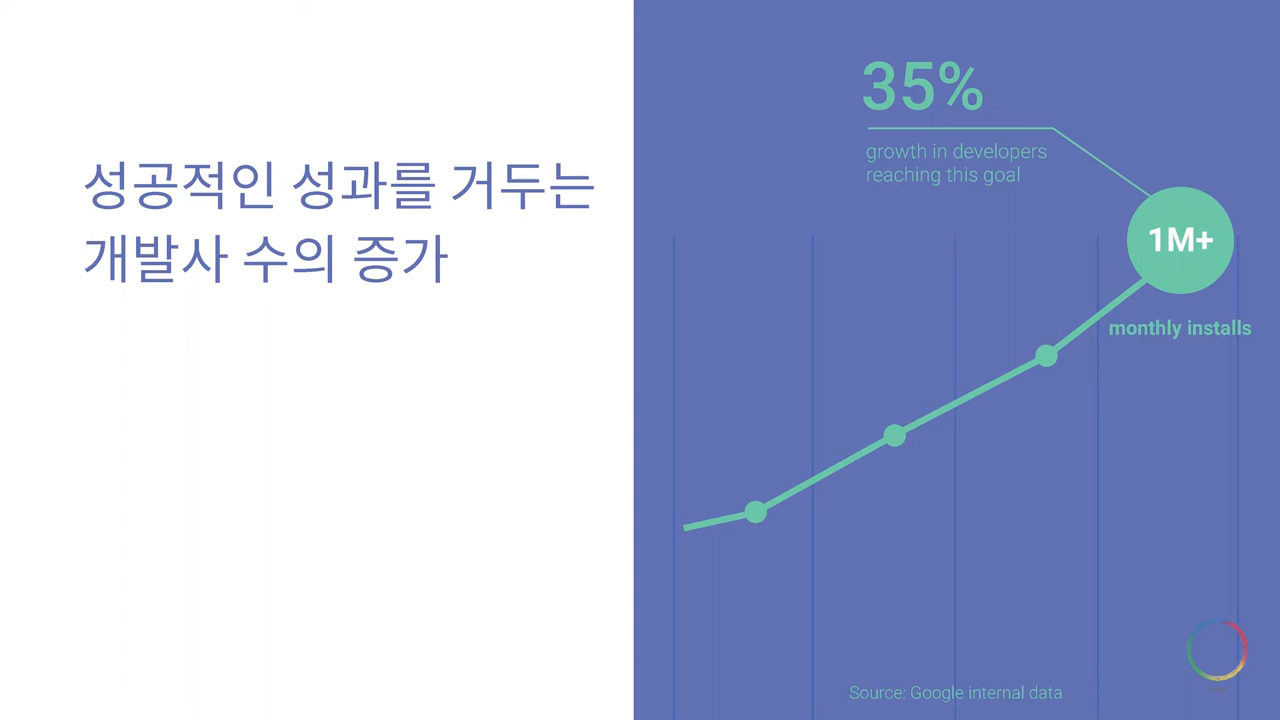 성공적인 성과를 거두는
개발사 수의 증가
35%
growth in developers
reaching this goal
1M+
monthly installs
Source: Google internal data